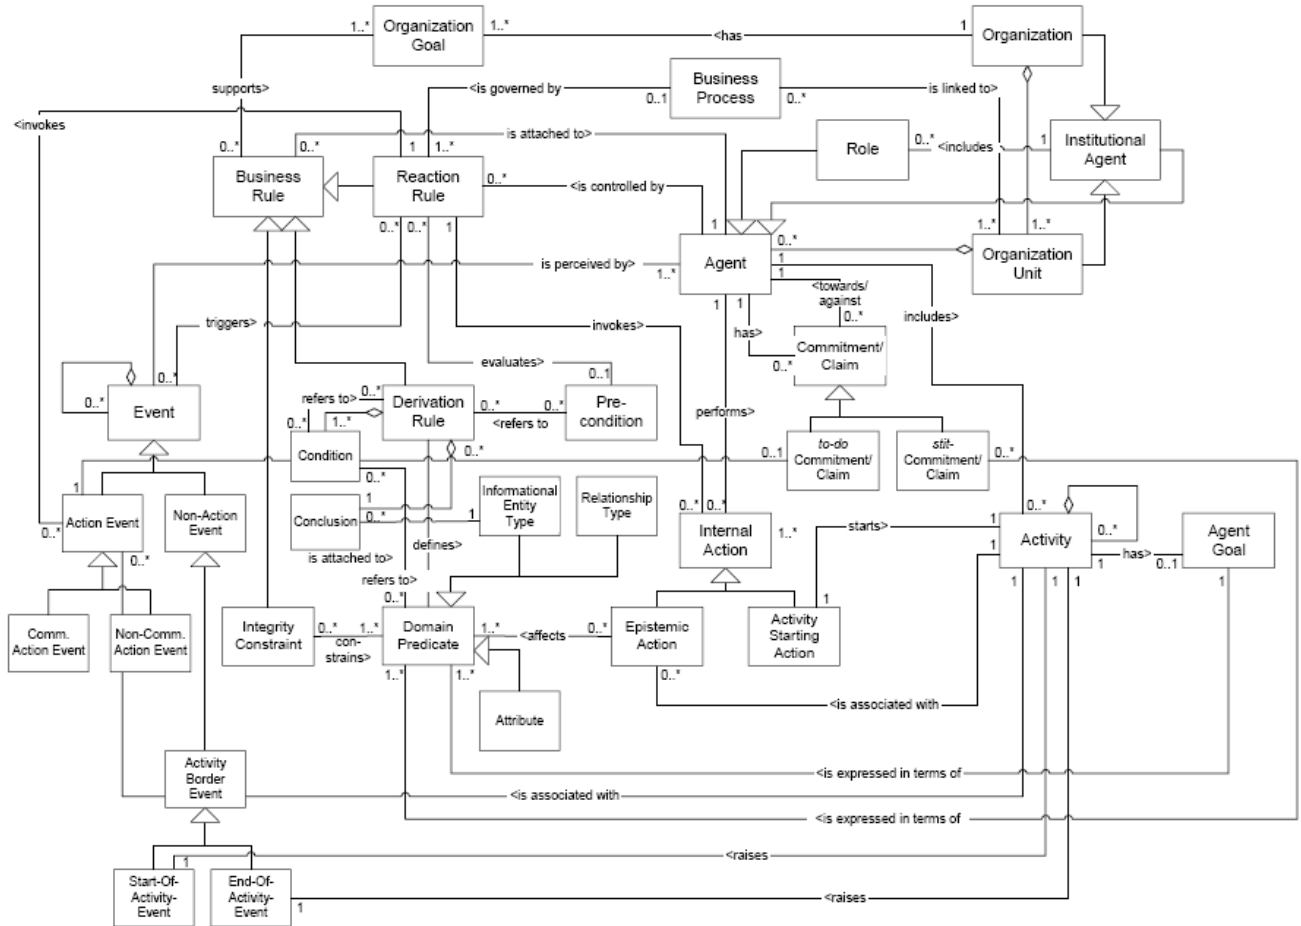 1..*
Organization
Goal
1..*
<has
1
Organization
supports>
<is governed by
0..1
Business
Process
0..*
is linked to>
<invokes
0..*
0..*
is attached to>
1
1..*
Role
0..*
<includes
1
Institutional
Agent
Business
Rule
Reaction
Rule
0..*
<is controlled by
0..*
0..*
1
1
0..*
1..*
1..*
is perceived by>
1..*
Agent
1
1
Organization
Unit
1
1
<towards/
against
triggers>
invokes>
has>
0..*
includes>
Commitment/
Claim
evaluates>
0..1
0..*
0..*
0..*
Event
refers to>
0..*
Derivation
Rule
0..*
0..*
<refers to
Pre-
condition
performs>
0..*
1..*
Condition
0..*
0..1
to-do
Commitment/
Claim
stit-
Commitment/
Claim
0..*
0..*
1
1
Informational
Entity
Type
Relationship
Type
Action Event
0..*
Non-Action
Event
Conclusion
0..*
1
0..*
0..*
Internal
Action
1..*
starts>
1
0..*
Activity
0..*
Agent
Goal
1
has>
0..1
0..*
is attached to>
defines>
1
refers to>
0..*
1
1
1
1
1
Comm.
Action Event
Non-Comm.
Action Event
Integrity
Constraint
0..*
1..*
con-
strains>
Domain
Predicate
1..*
<affects
0..*
Epistemic
Action
Activity
Starting
Action
1..*
1..*
0..*
Attribute
<is associated with
Activity
Border
Event
<is expressed in terms of
<is associated with
<is expressed in terms of
1
<raises
Start-Of-
Activity-
Event
End-Of-
Activity-
Event
1
<raises